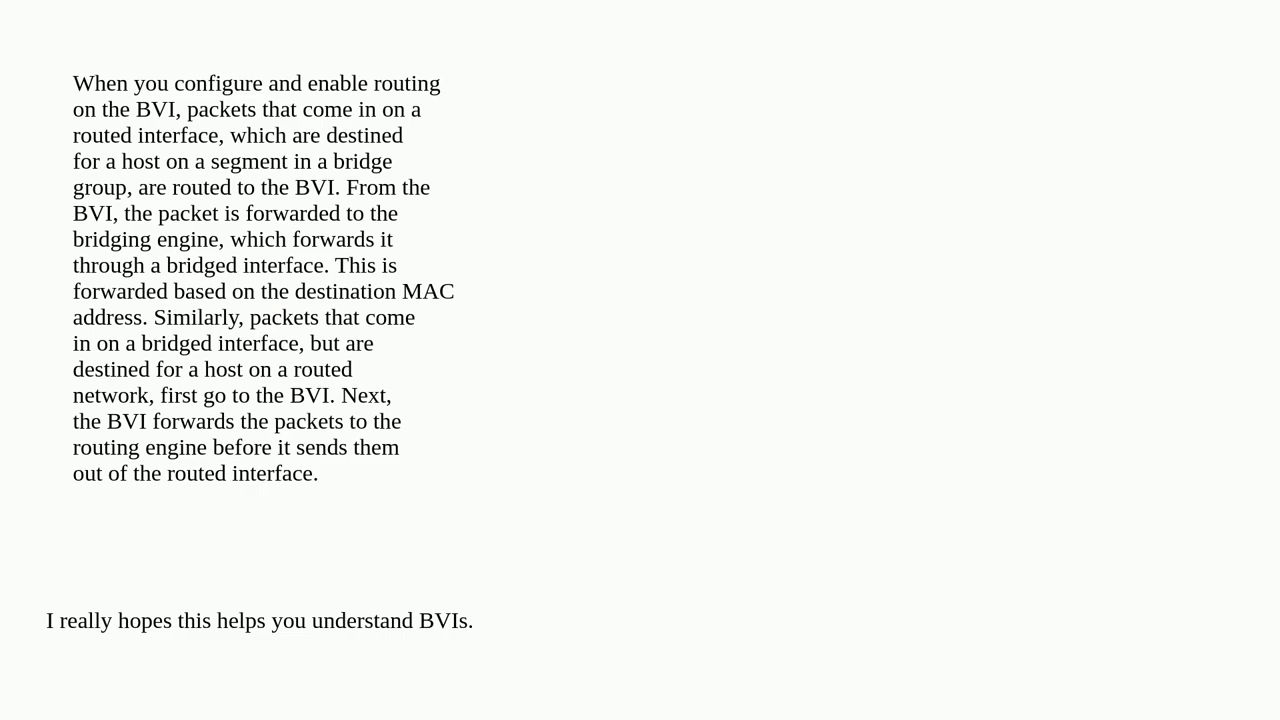 When you configure and enable routing
on the BVI, packets that come in on a
routed interface, which are destined
for a host on a segment in a bridge
group, are routed to the BVI. From the
BVI, the packet is forwarded to the
bridging engine, which forwards it
through a bridged interface. This is
forwarded based on the destination MAC
address. Similarly, packets that come
in on a bridged interface, but are
destined for a host on a routed
network, first go to the BVI. Next,
the BVI forwards the packets to the
routing engine before it sends them
out of the routed interface.
I really hopes this helps you understand BVIs.